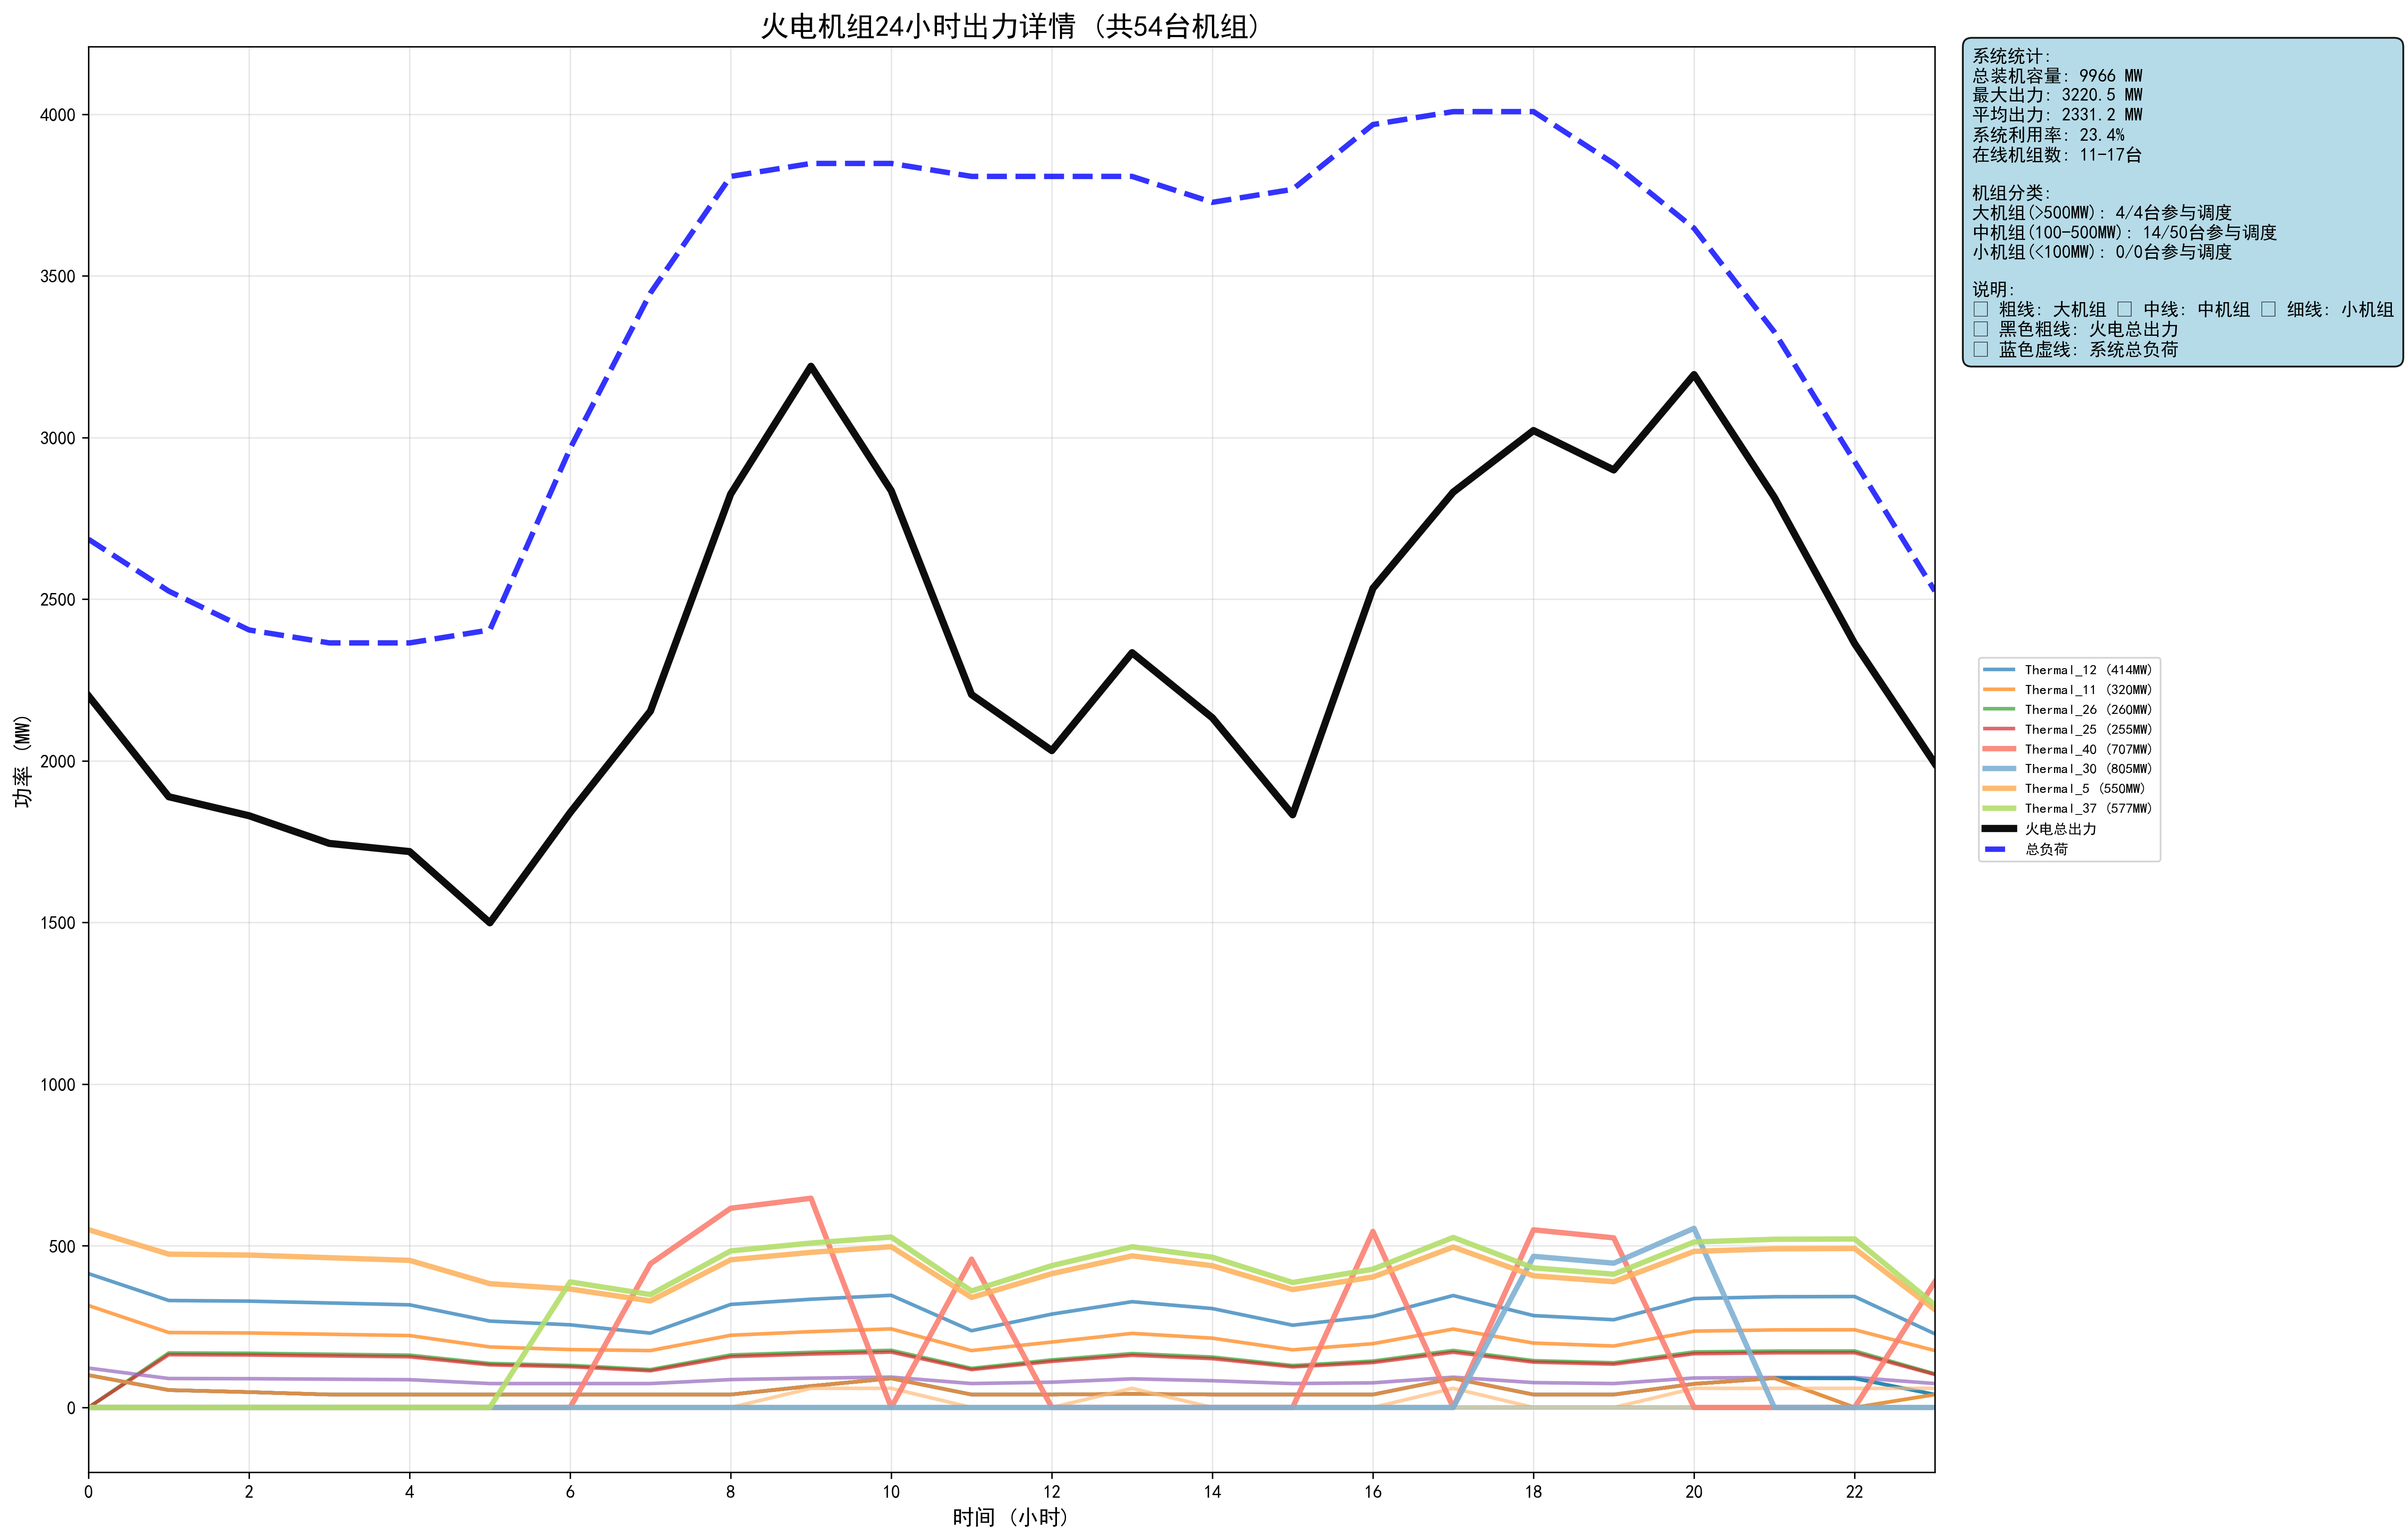 火电机组24小时出力详情 (共54台机组)
系统统计:
总装机容量: 9966 MW
最大出力: 3220.5 MW
平均出力: 2331.2 MW
系统利用率: 23.4%
在线机组数: 11-17台
机组分类:
大机组(>500MW): 4/4台参与调度
中机组(100-500MW): 14/50台参与调度
小机组(<100MW): 0/0台参与调度
说明:
□ 粗线: 大机组 □ 中线: 中机组 □ 细线: 小机组
□ 黑色粗线: 火电总出力
□ 蓝色虚线: 系统总负荷
4000
3500
3000
2500
2000
1500
1000
500
0
功率 (MW)
Thermal_12 (414MW)
Thermal_11 (320MW)
Thermal_26 (260MW)
Thermal_25 (255MW)
Thermal_40 (707MW)
Thermal_30 (805MW)
Thermal_5 (550MW)
Thermal_37 (577MW)
火电总出力
总负荷
0 2 4 6 8 10 12 14 16 18 20 22
时间 (小时)